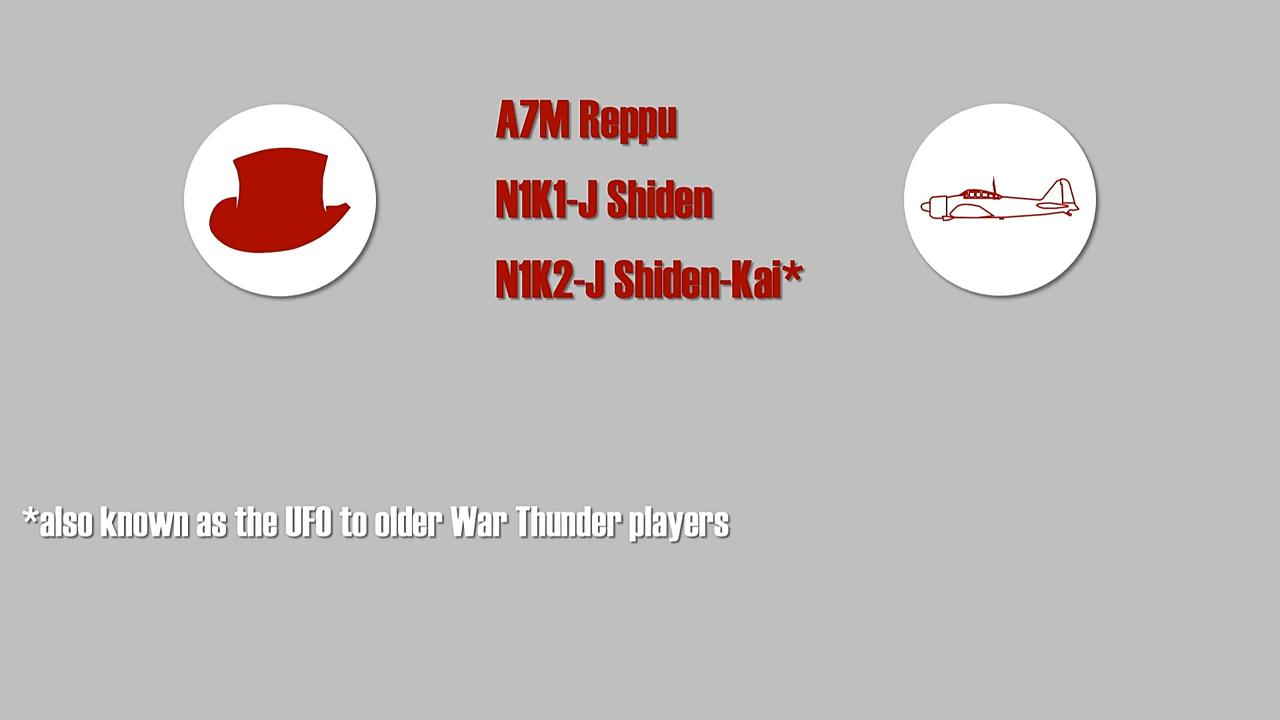 A7M Reppu
N1K1-J Shiden
N1K2-J Shiden-Kai*
*also known as the UFO to older War Thunder players